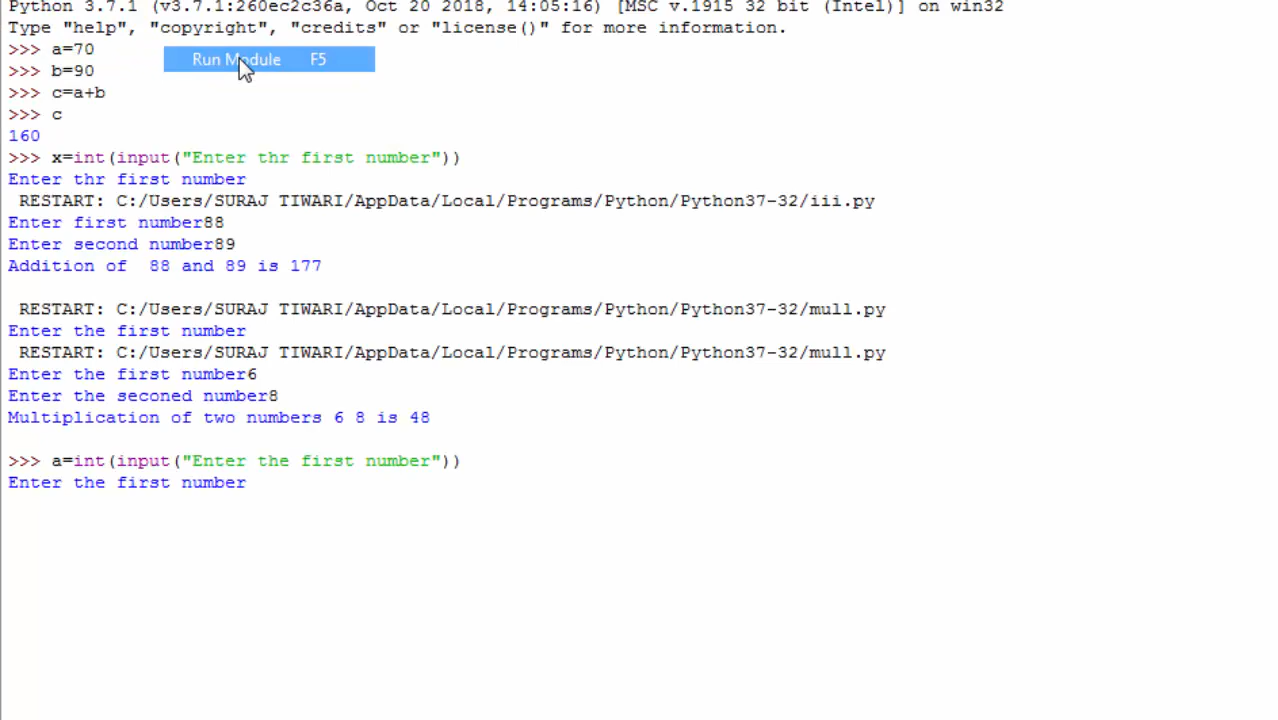 Python 3.7.1 (v3.7.1:260ec2c36a, Oct 20 2018, 14:05:16) [MSC v.1915 32 bit (Intel)] on win32
Type "help", "copyright", "credits" or "license()" for more information.
>>> a=70
Run Module F5
>>> b=90
>>> c=a+b
>>> c
160
>>> x=int(input("Enter thr first number"))
Enter thr first number
RESTART: C:/Users/SURAJ TIWARI/AppData/Local/Programs/Python/Python37-32/iii.py
Enter first number88
Enter second number89
Addition of  88 and 89 is 177
RESTART: C:/Users/SURAJ TIWARI/AppData/Local/Programs/Python/Python37-32/mull.py
Enter the first number
RESTART: C:/Users/SURAJ TIWARI/AppData/Local/Programs/Python/Python37-32/mull.py
Enter the first number6
Enter the seconed number8
Multiplication of two numbers 6 8 is 48
>>> a=int(input("Enter the first number"))
Enter the first number